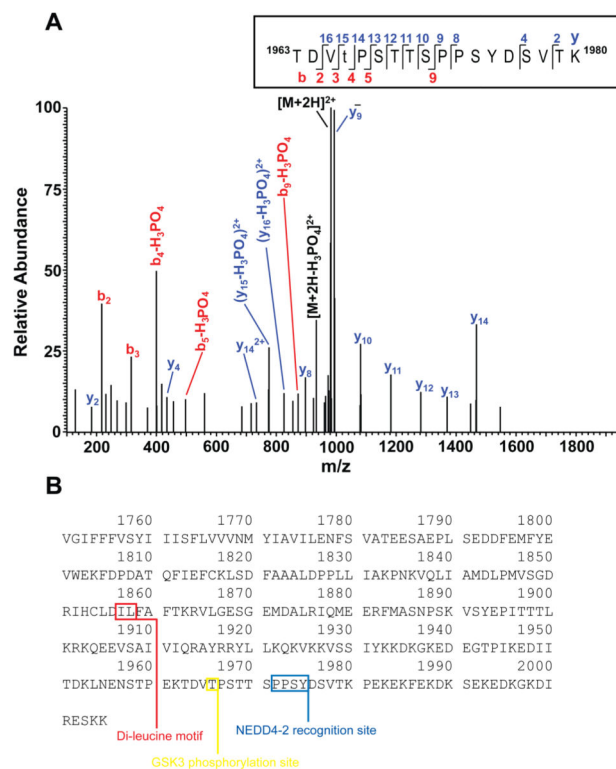 A
16 15 14 13 12 11 10 9 8 4 2 y
1963 T D V t P S T T S P P S Y D S V T K 1980
b 2 3 4 5 9
[M+2H]2+
y9
100
75
50
25
0
Relative Abundance
b2
y2
b3
b4-H3PO4
y4
b5-H3PO4
y14 2+
(y15-H3PO4)2+
(y16-H3PO4)2+
b9-H3PO4
y8
[M+2H-H3PO4]2+
y10
y11
y12
y13
y14
100 200 400 600 800 1000 1200 1400 1600 1800
m/z
B
1760 1770 1780 1790 1800
VGIFFFVSYI IISFLVVVNM YIAVILENFS VATEESAEPL SEDDFEMFYE
1810 1820 1830 1840 1850
VWEKFDPDAT QFIEFCKLSD FAAALDPPLL IAKPNKVQLI AMDLPMVSGD
1860 1870 1880 1890 1900
RIHCLDILFA FTKRVLGESG EMDALRIQME ERFMASNPSK VSYEPITTTL
1910 1920 1930 1940 1950
KRKQEEVSAI VIQRAYRRYL LKQKVKKVSS IYKKDKGKED EGTPIKEDII
1960 1970 1980 1990 2000
TDKLNENSTP EKTDVTPSTT SPPSYDSVTK PEKEKFEKDK SEKEDKGKDI
RESKK
NEDD4-2 recognition site
Di-leucine motif
GSK3 phosphorylation site